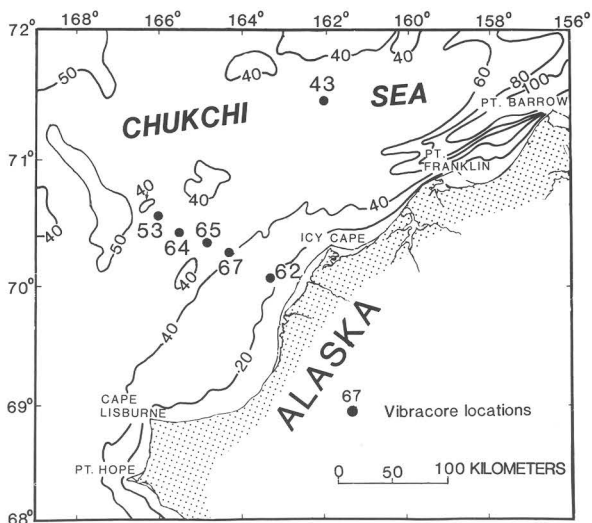 168° 166° 164° 162° 160° 158° 156°
72°
40
40
50
40
60
80
100
43
CHUKCHI SEA
PT. BARROW
71°
PT. FRANKLIN
40
40
40
40
50
53 64 65 67
ICY CAPE
62
40
70°
40
20
ALASKA
CAPE LISBURNE
67
Vibracore locations
69°
PT. HOPE
0 50 100 KILOMETERS
68°